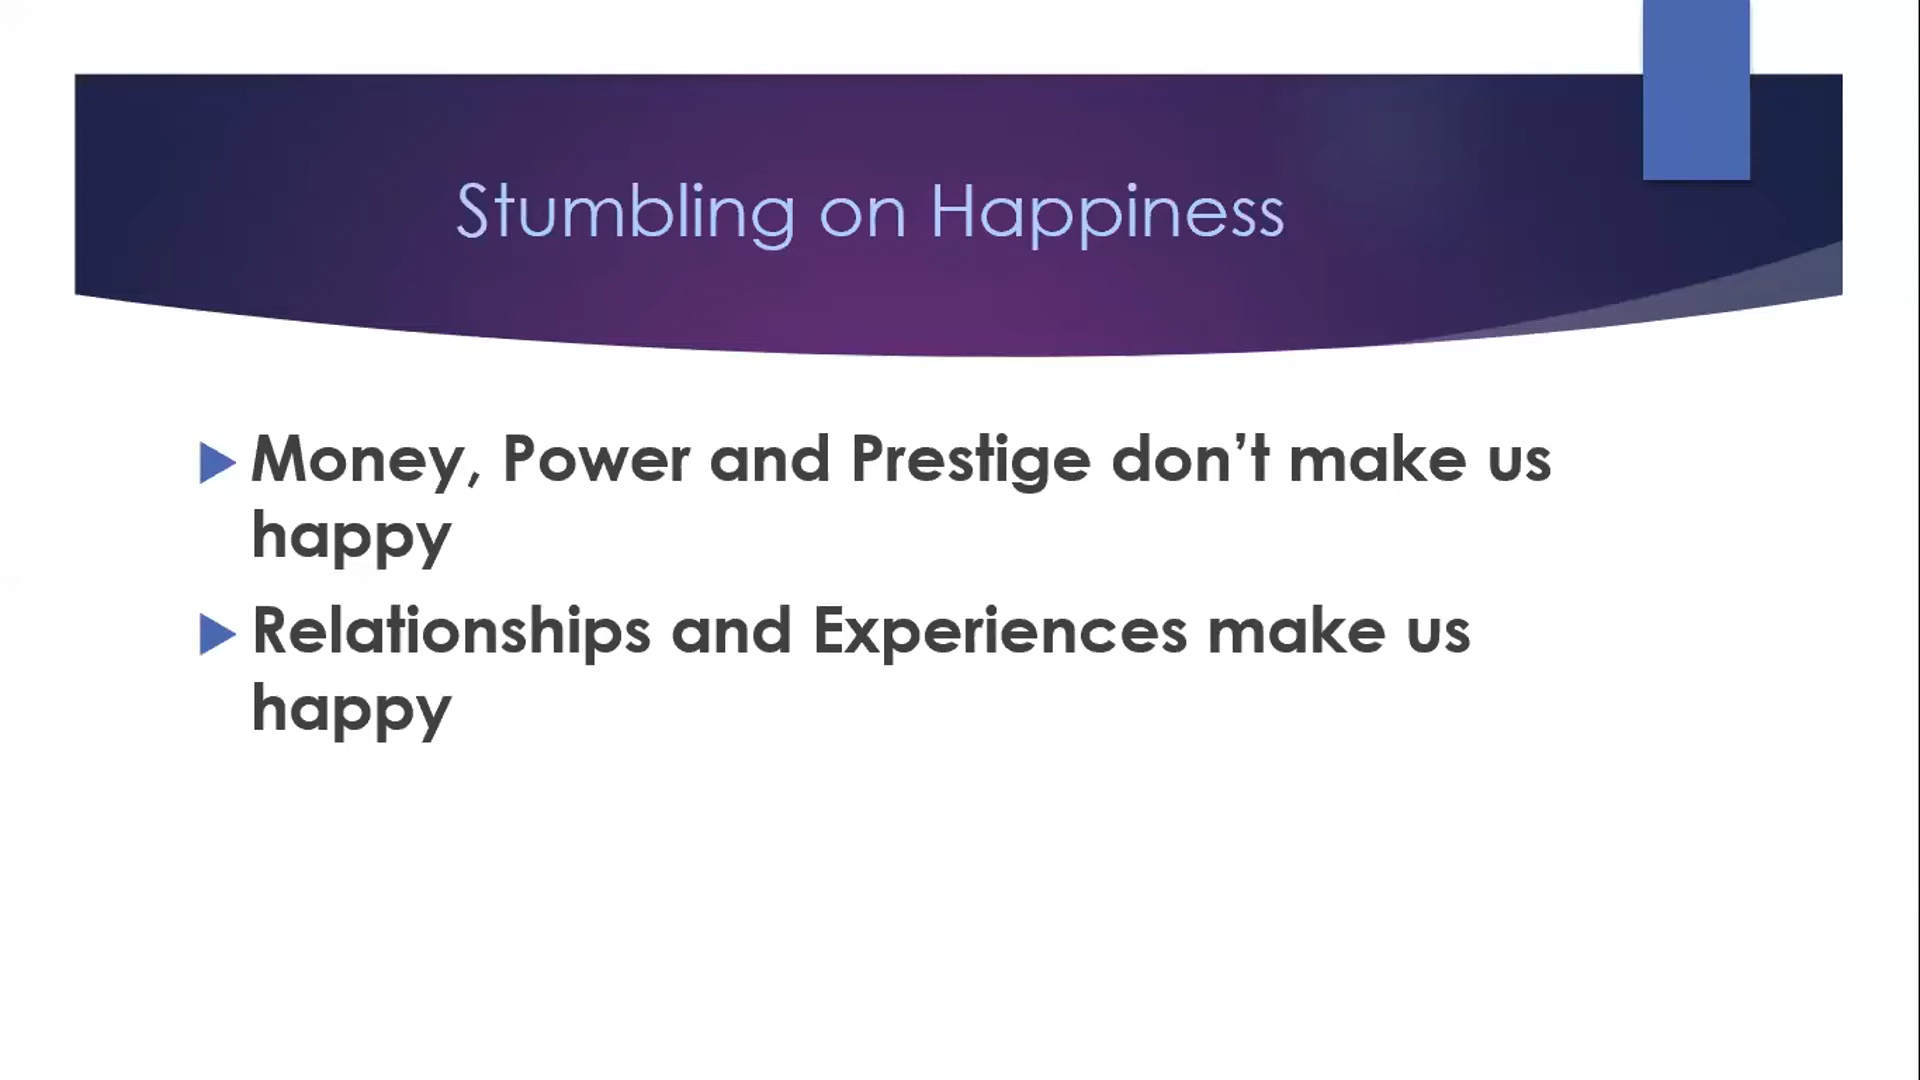 Stumbling on Happiness
Money, Power and Prestige don’t make us
happy
Relationships and Experiences make us
happy